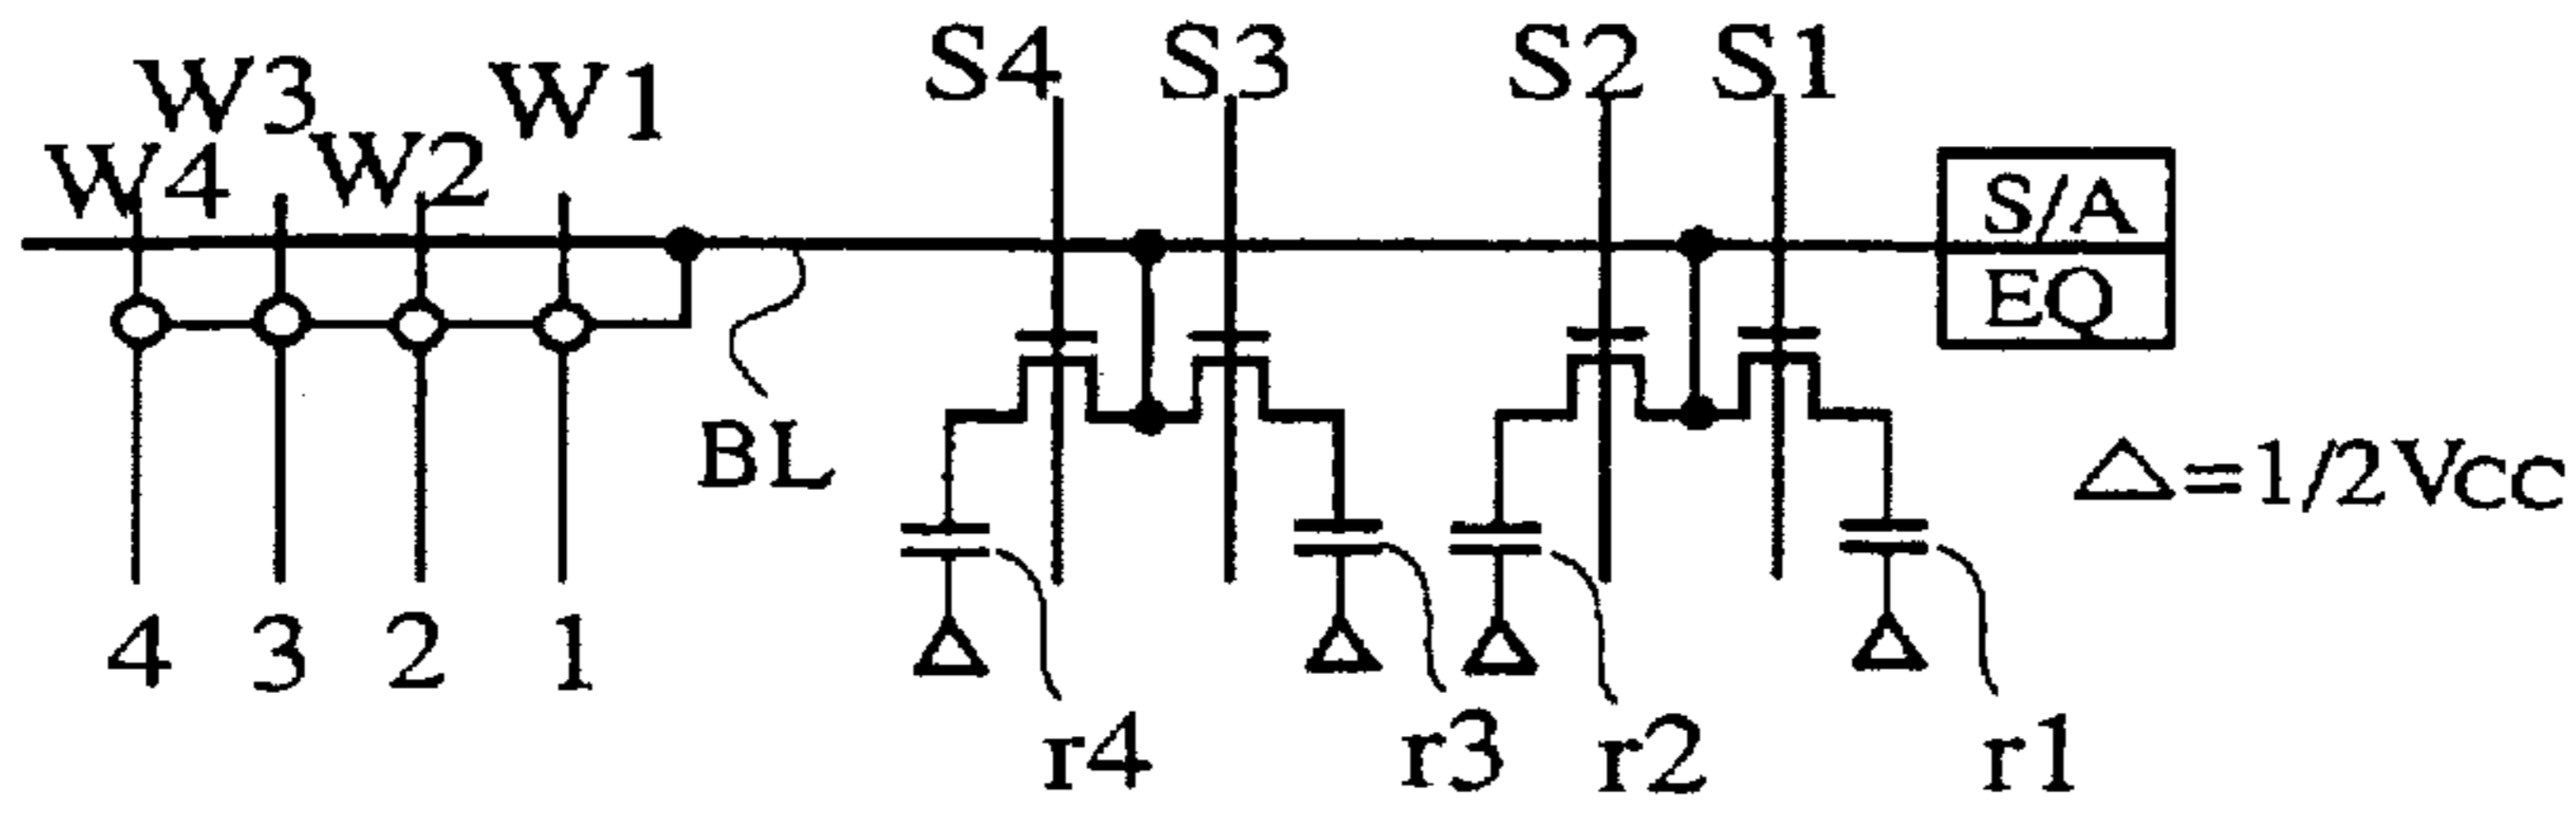 W4 W3 W2 W1 S4 S3 S2 S1
S/A
EQ
BL
△=1/2VCC
4 3 2 1
r4 r3 r2 r1